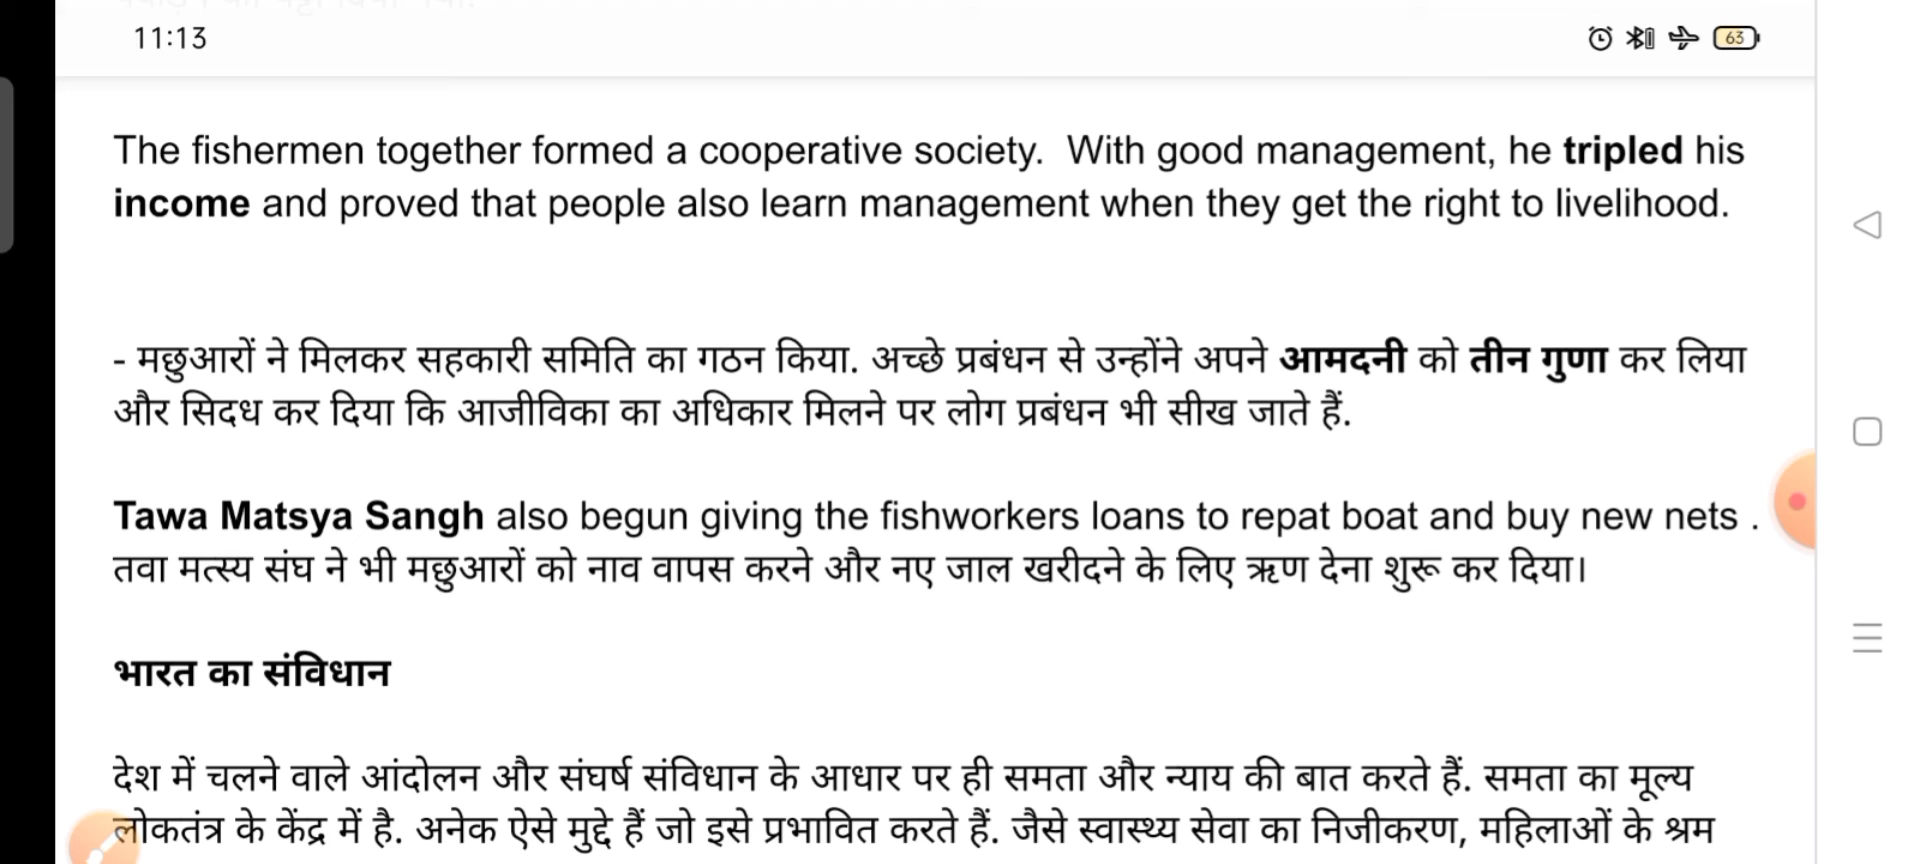 11:13
63
The fishermen together formed a cooperative society.  With good management, he tripled his
income and proved that people also learn management when they get the right to livelihood.
- मछुआरों ने मिलकर सहकारी समिति का गठन किया. अच्छे प्रबंधन से उन्होंने अपने आमदनी को तीन गुणा कर लिया
और सिदध कर दिया कि आजीविका का अधिकार मिलने पर लोग प्रबंधन भी सीख जाते हैं.
Tawa Matsya Sangh also begun giving the fishworkers loans to repat boat and buy new nets .
तवा मत्स्य संघ ने भी मछुआरों को नाव वापस करने और नए जाल खरीदने के लिए ऋण देना शुरू कर दिया।
भारत का संविधान
देश में चलने वाले आंदोलन और संघर्ष संविधान के आधार पर ही समता और न्याय की बात करते हैं. समता का मूल्य
लोकतंत्र के केंद्र में है. अनेक ऐसे मुद्दे हैं जो इसे प्रभावित करते हैं. जैसे स्वास्थ्य सेवा का निजीकरण, महिलाओं के श्रम